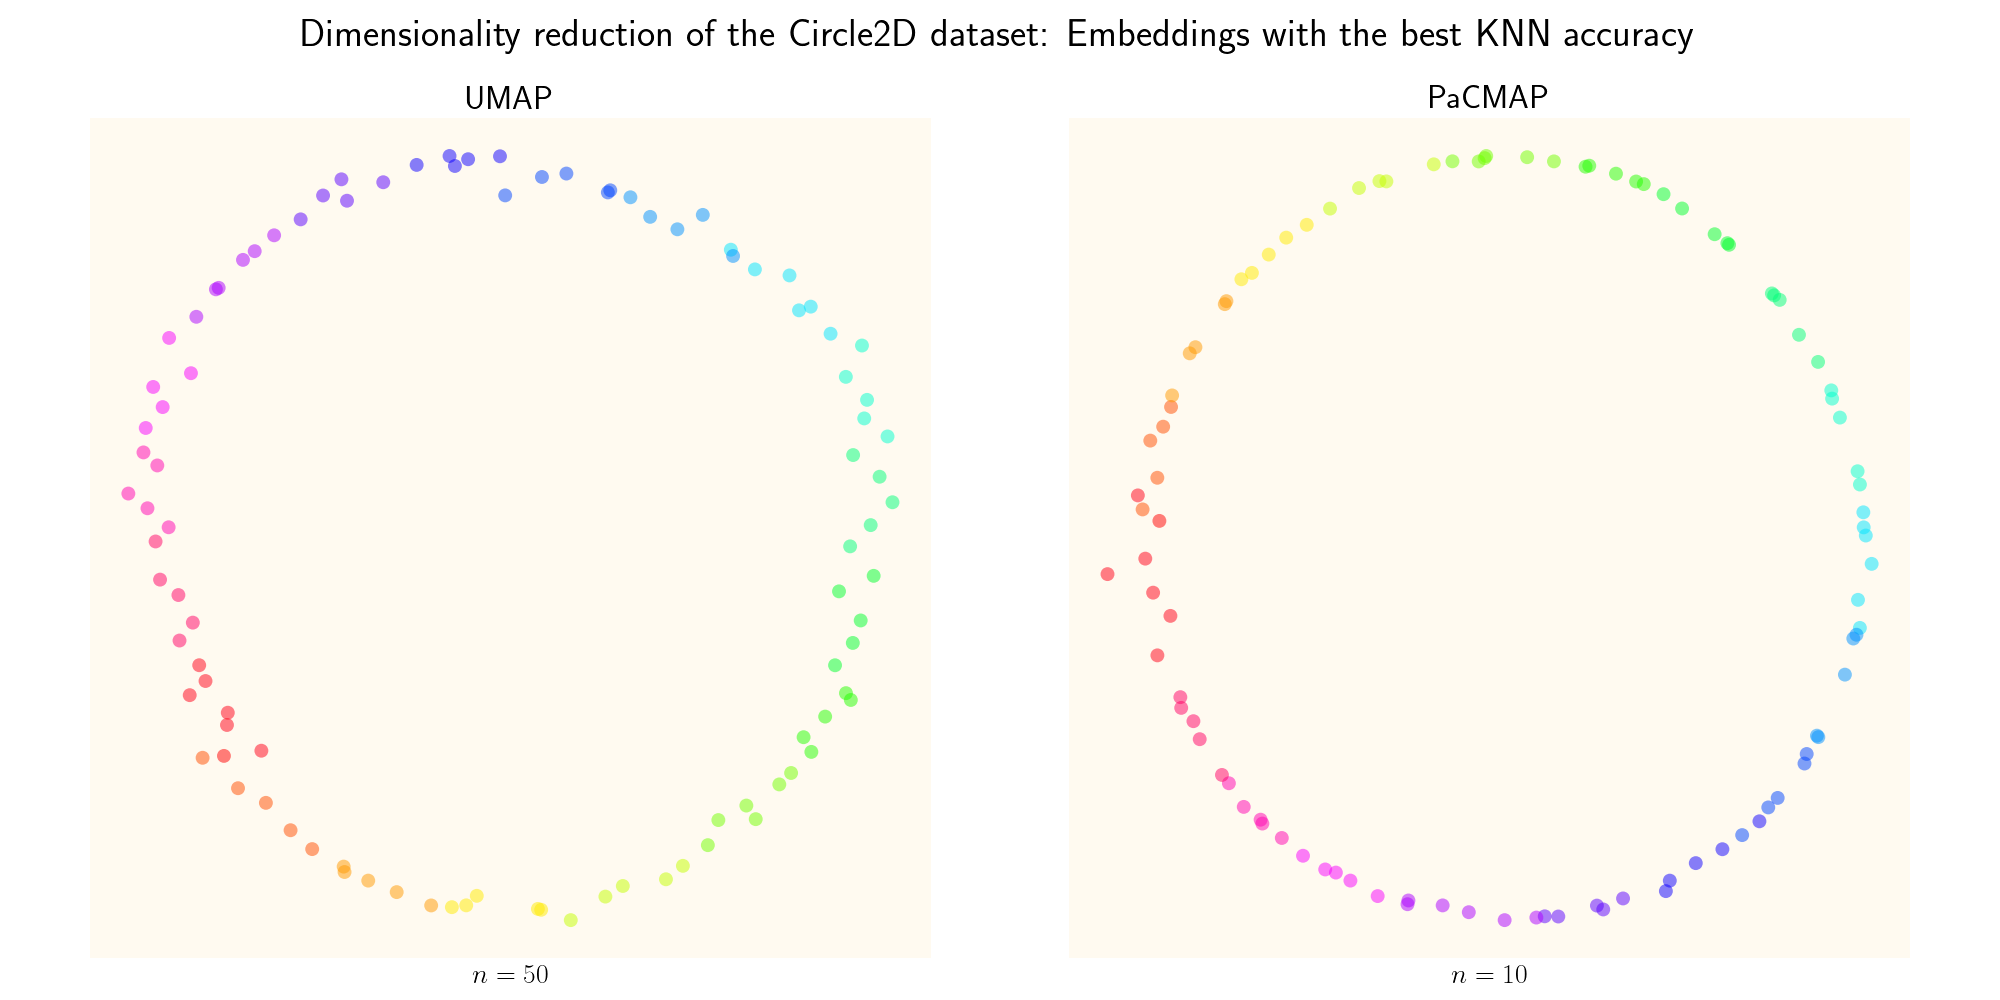 Dimensionality reduction of the Circle2D dataset: Embeddings with the best KNN accuracy
UMAP
PaCMAP
n = 50
n = 10